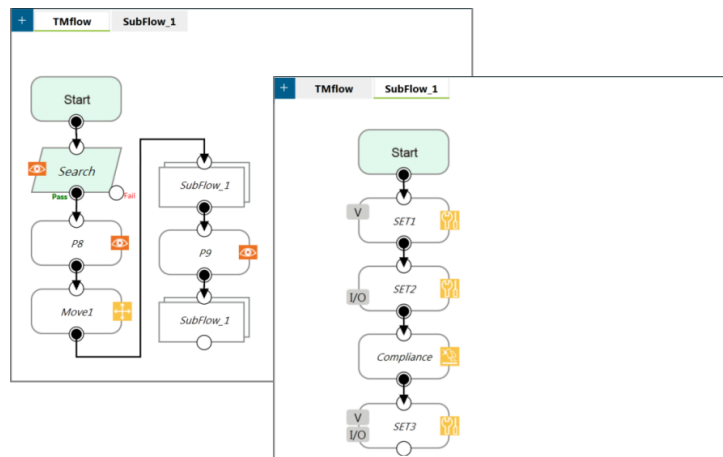 + TMflow SubFlow_1
Start
Search
Pass Fail
P8
Move1
SubFlow_1
P9
SubFlow_1
+ TMflow SubFlow_1
Start
V
SET1
SET2
I/O
Compliance
V
SET3
I/O